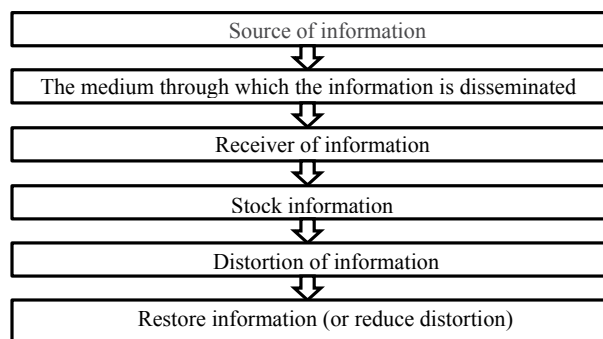 Source of information
The medium through which the information is disseminated
Receiver of information
Stock information
Distortion of information
Restore information (or reduce distortion)